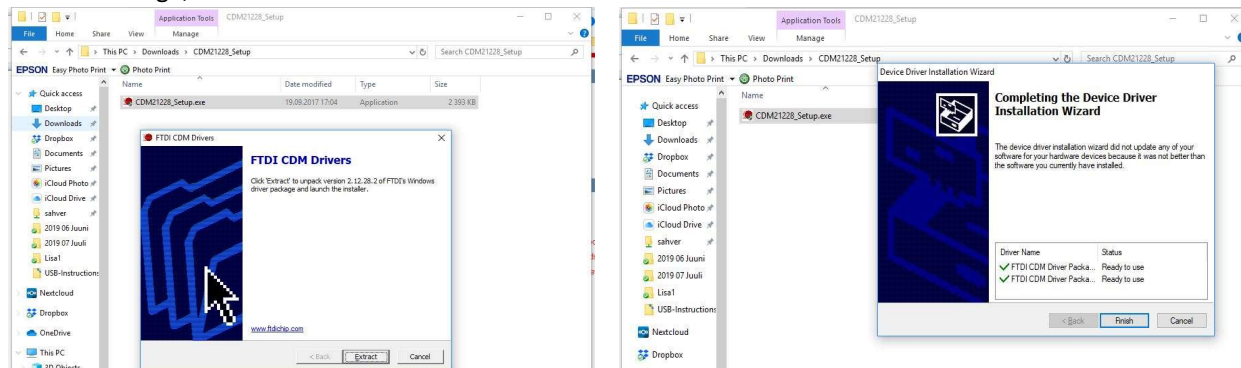 Application Tools CDM21228_Setup
File Home Share View Manage
This PC > Downloads > CDM21228_Setup
Search CDM21228_Setup
EPSON Easy Photo Print Photo Print
Name Date modified Type Size
Quick access
CDM21228_Setup.exe 19.09.2017 17:04 Application 2 393 KB
Desktop
Downloads
Dropbox
Documents
Pictures
iCloud Photo
iCloud Drive
sahver
2019 06 Juuni
2019 07 Juuli
Lisa1
USB-Instructions
Nextcloud
Dropbox
OneDrive
This PC
3D Objects
FTDI CDM Drivers
FTDI CDM Drivers
Click 'Extract' to unpack version 2.12.28.2 of FTDI's Windows
driver package and launch the installer.
www.ftdichip.com
< Back Extract Cancel
Application Tools CDM21228_Setup
File Home Share View Manage
This PC > Downloads > CDM21228_Setup
Search CDM21228_Setup
EPSON Easy Photo Print Photo Print
Name
Quick access
CDM21228_Setup.exe
Desktop
Downloads
Dropbox
Documents
Pictures
iCloud Photo
iCloud Drive
sahver
2019 06 Juuni
2019 07 Juuli
Lisa1
USB-Instructions
Nextcloud
Dropbox
Device Driver Installation Wizard
Completing the Device Driver
Installation Wizard
The device driver installation wizard did not update any of your
software for your hardware devices because it was not better than
the software you currently have installed.
Driver Name Status
FTDI CDM Driver Packa... Ready to use
FTDI CDM Driver Packa... Ready to use
< Back Finish Cancel